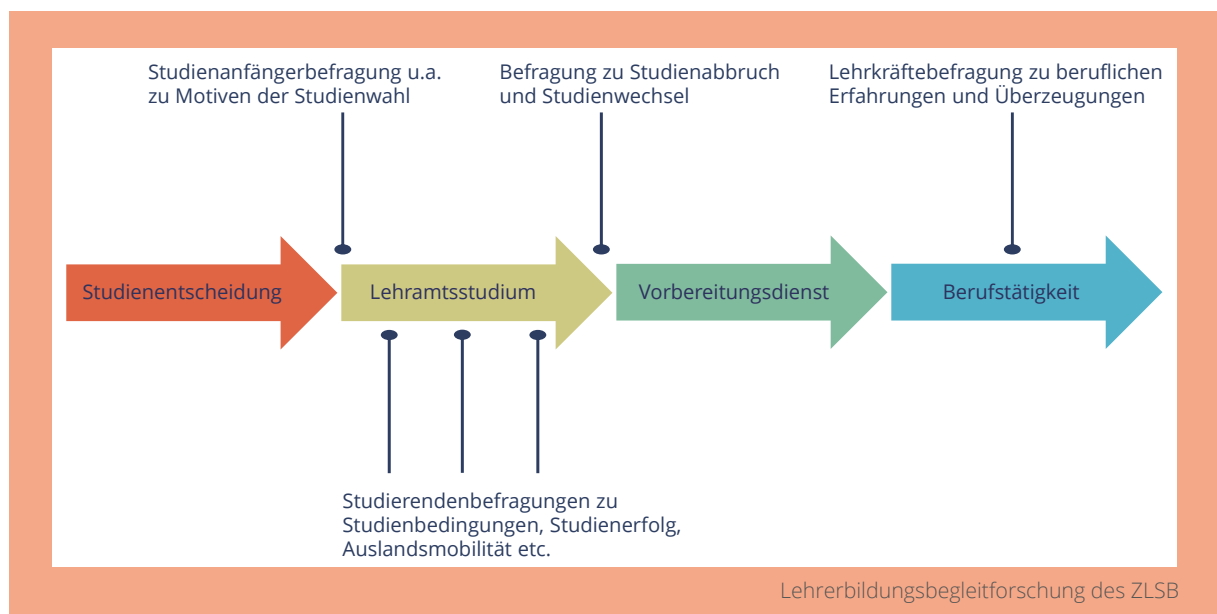 Studienanfängerbefragung u.a.
zu Motiven der Studienwahl
Befragung zu Studienabbruch
und Studienwechsel
Lehrkräftebefragung zu beruflichen
Erfahrungen und Überzeugungen
Studienentscheidung
Lehramtsstudium
Vorbereitungsdienst
Berufstätigkeit
Studierendenbefragungen zu
Studienbedingungen, Studienerfolg,
Auslandsmobilität etc.
Lehrerbildungsbegleitforschung des ZLSB